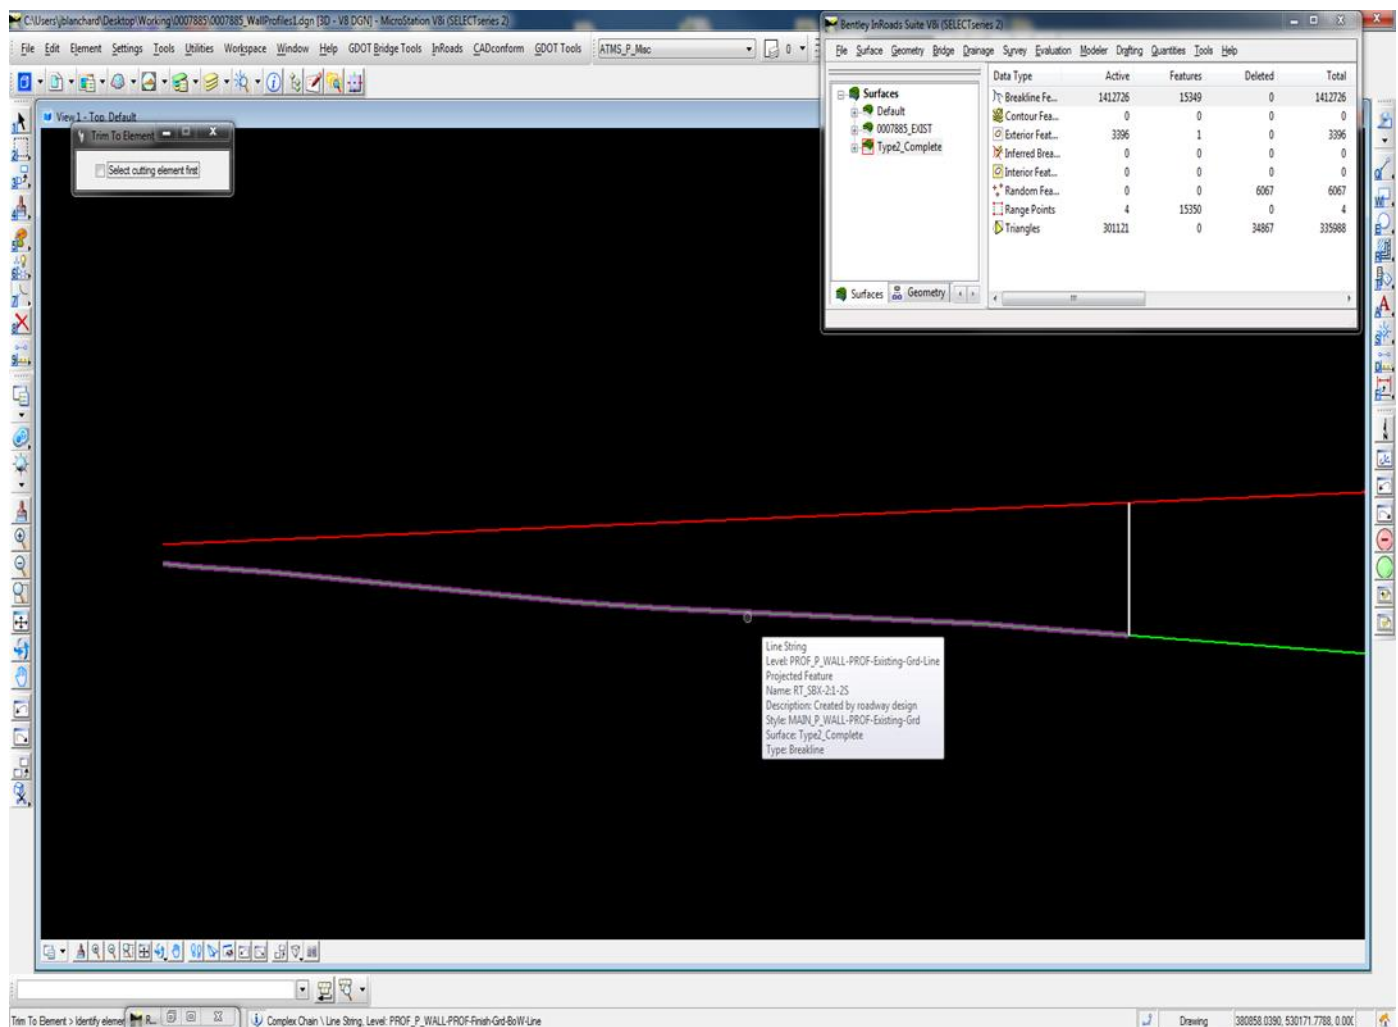 C:\Users\jblanchard\Desktop\Working\0007885\0007885_WallProfiles1.dgn [3D - V8 DGN] - MicroStation V8i (SELECTseries 2)
File Edit Element Settings Tools Utilities Workspace Window Help GDOT Bridge Tools InRoads CADconform GDOT Tools ATMS_P_Misc 0
View 1 - Top, Default
Trim To Element
Select cutting element first
Bentley InRoads Suite V8i (SELECTseries 2)
File Surface Geometry Bridge Drainage Survey Evaluation Modeler Drafting Quantities Tools Help
Surfaces
Default
0007885_EXIST
Type2_Complete
Surfaces Geometry
Data Type Active Features Deleted Total
Breakline Fe... 1412726 15349 0 1412726
Contour Fea... 0 0 0 0
Exterior Feat... 3396 1 0 3396
Inferred Brea... 0 0 0 0
Interior Feat... 0 0 0 0
Random Fea... 0 0 6067 6067
Range Points 4 15350 0 4
Triangles 301121 0 34867 335988
Line String
Level: PROF_P_WALL-PROF-Existing-Grd-Line
Projected Feature
Name: RT_SBX-2:1-2S
Description: Created by roadway design
Style: MAIN_P_WALL-PROF-Existing-Grd
Surface: Type2_Complete
Type: Breakline
Trim To Element > Identify elemen R... Complex Chain \ Line String, Level: PROF_P_WALL-PROF-Finish-Grd-BoW-Line Drawing 380858.0390, 530171.7788, 0.00(